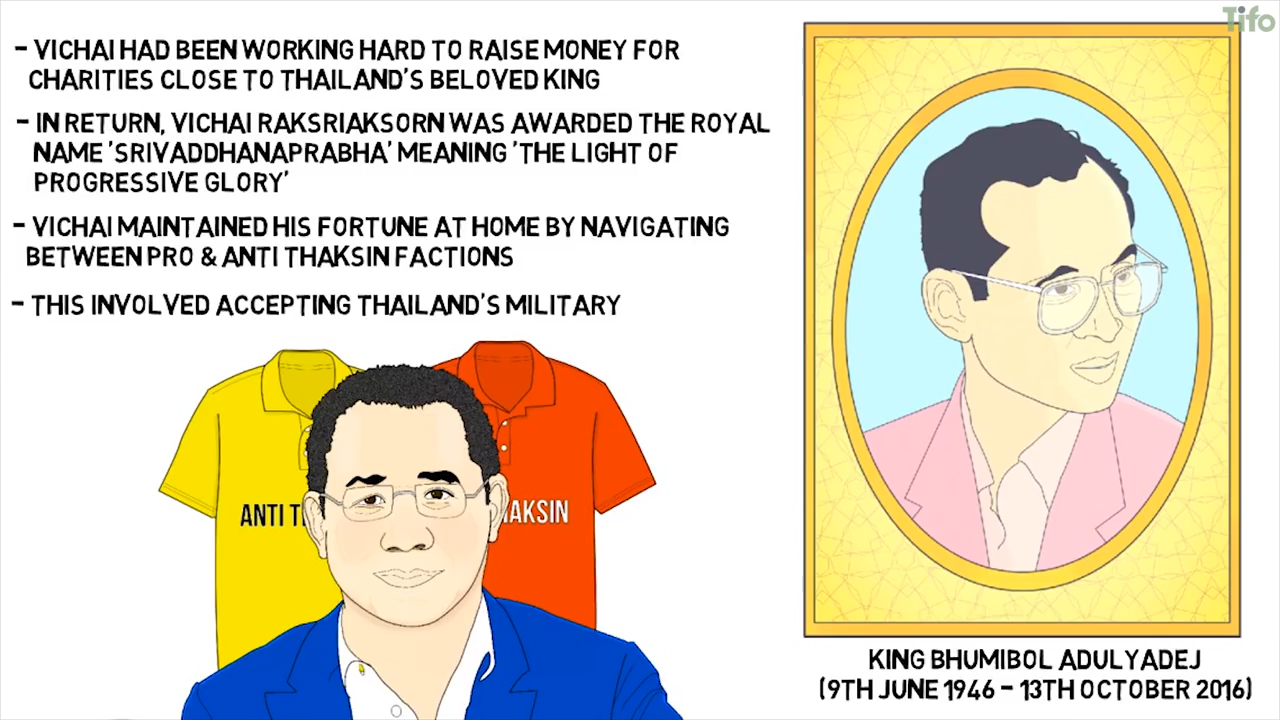 Tifo
- VICHAI HAD BEEN WORKING HARD TO RAISE MONEY FOR
CHARITIES CLOSE TO THAILAND'S BELOVED KING
- IN RETURN, VICHAI RAKSRIAKSORN WAS AWARDED THE ROYAL
NAME 'SRIVADDHANAPRABHA' MEANING 'THE LIGHT OF
PROGRESSIVE GLORY'
- VICHAI MAINTAINED HIS FORTUNE AT HOME BY NAVIGATING
BETWEEN PRO & ANTI THAKSIN FACTIONS
- THIS INVOLVED ACCEPTING THAILAND'S MILITARY
ANTI T
AKSIN
KING BHUMIBOL ADULYADEJ
(9TH JUNE 1946 - 13TH OCTOBER 2016)